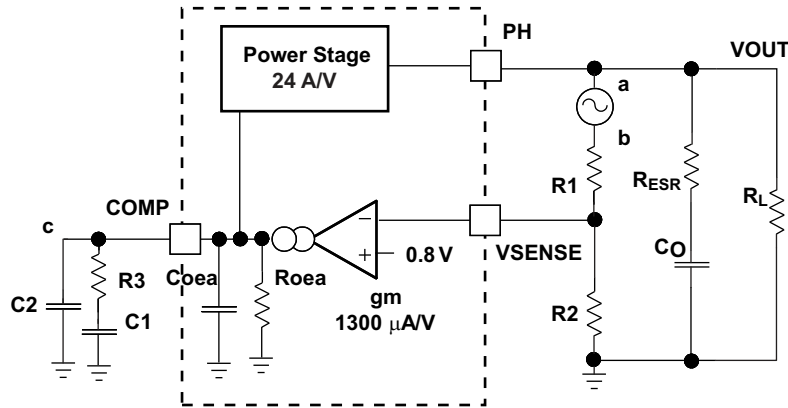 Power Stage
24 A/V
PH
VOUT
a
b
R1
RESR
RL
COMP
c
Coea
Roea
0.8 V
VSENSE
R3
C2
C1
gm
1300 μA/V
R2
CO